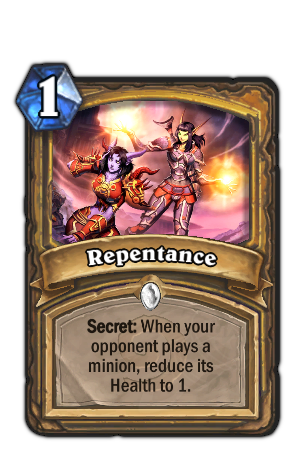 1
Repentance
Secret: When your
opponent plays a
minion, reduce its
Health to 1.